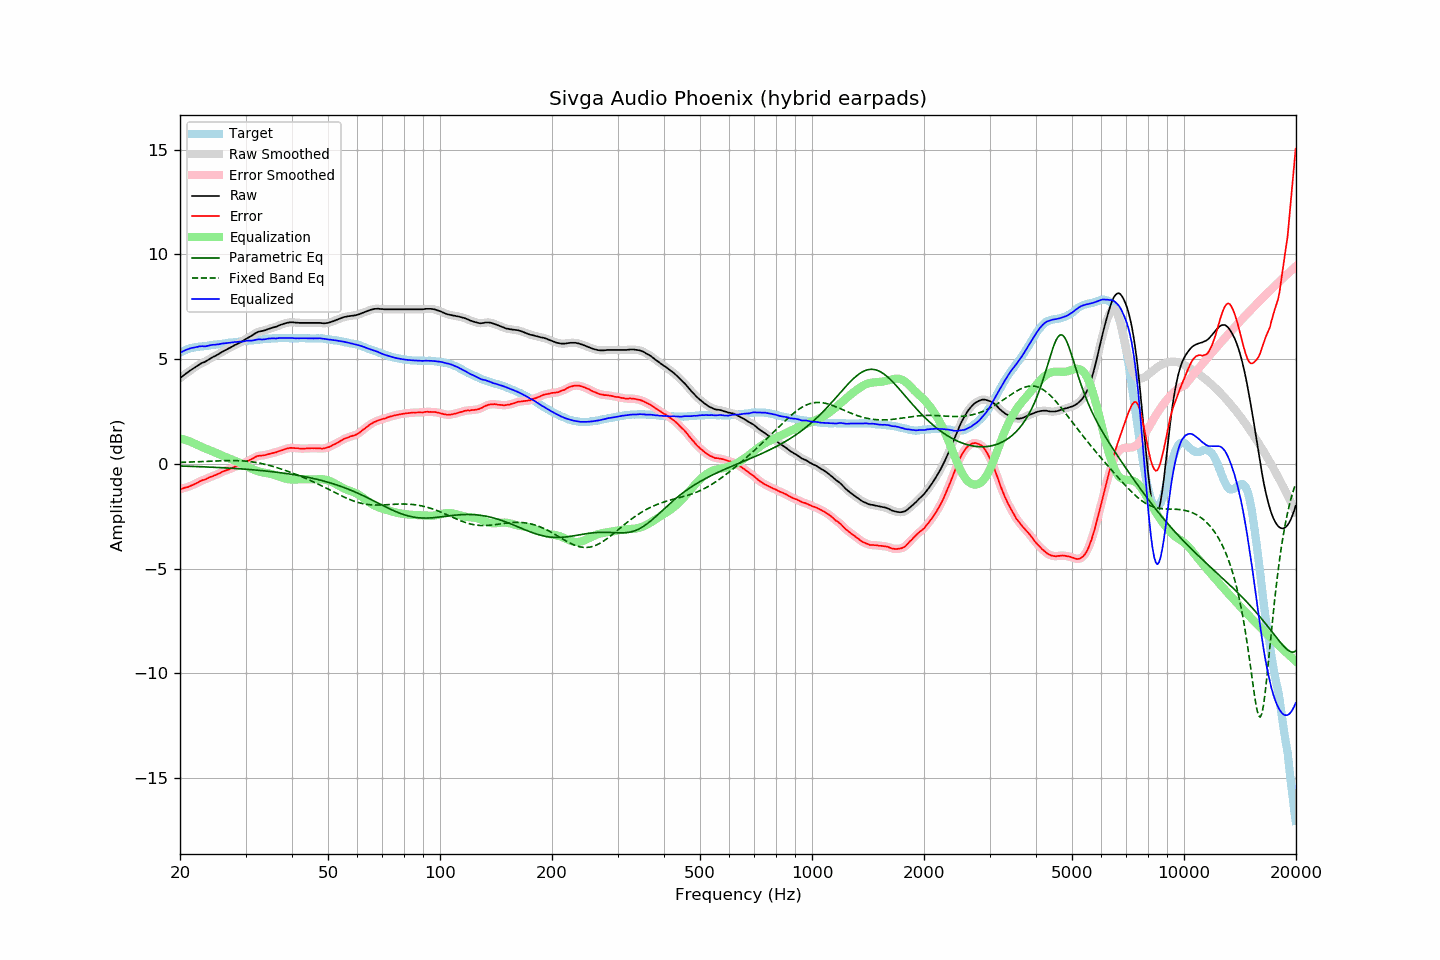 Sivga Audio Phoenix (hybrid earpads)
Target
Raw Smoothed
Error Smoothed
Raw
Error
Equalization
Parametric Eq
Fixed Band Eq
Equalized
15
10
5
0
−5
−10
−15
Amplitude (dBr)
20 50 100 200 500 1000 2000 5000 10000 20000
Frequency (Hz)